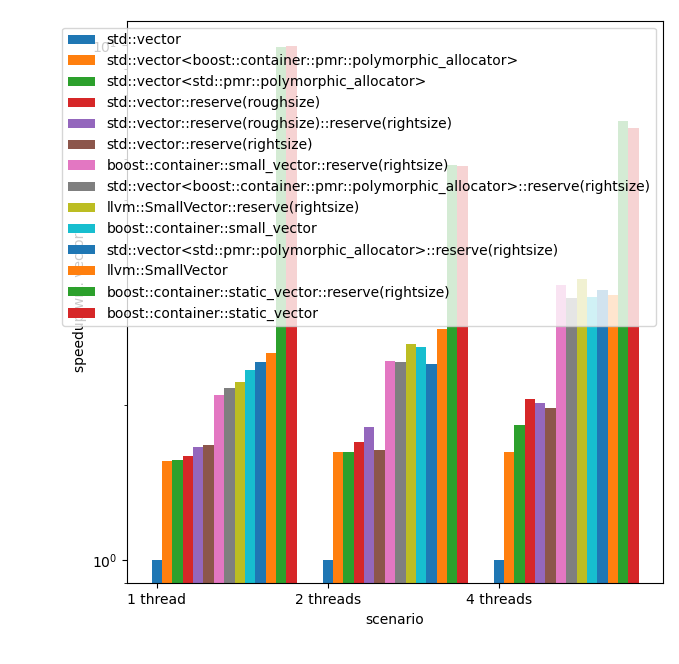 std::vector
std::vector<boost::container::pmr::polymorphic_allocator>
std::vector<std::pmr::polymorphic_allocator>
std::vector::reserve(roughsize)
std::vector::reserve(roughsize)::reserve(rightsize)
std::vector::reserve(rightsize)
boost::container::small_vector::reserve(rightsize)
std::vector<boost::container::pmr::polymorphic_allocator>::reserve(rightsize)
llvm::SmallVector::reserve(rightsize)
boost::container::small_vector
std::vector<std::pmr::polymorphic_allocator>::reserve(rightsize)
llvm::SmallVector
boost::container::static_vector::reserve(rightsize)
boost::container::static_vector
speedup
10⁰
1 thread 2 threads 4 threads
scenario